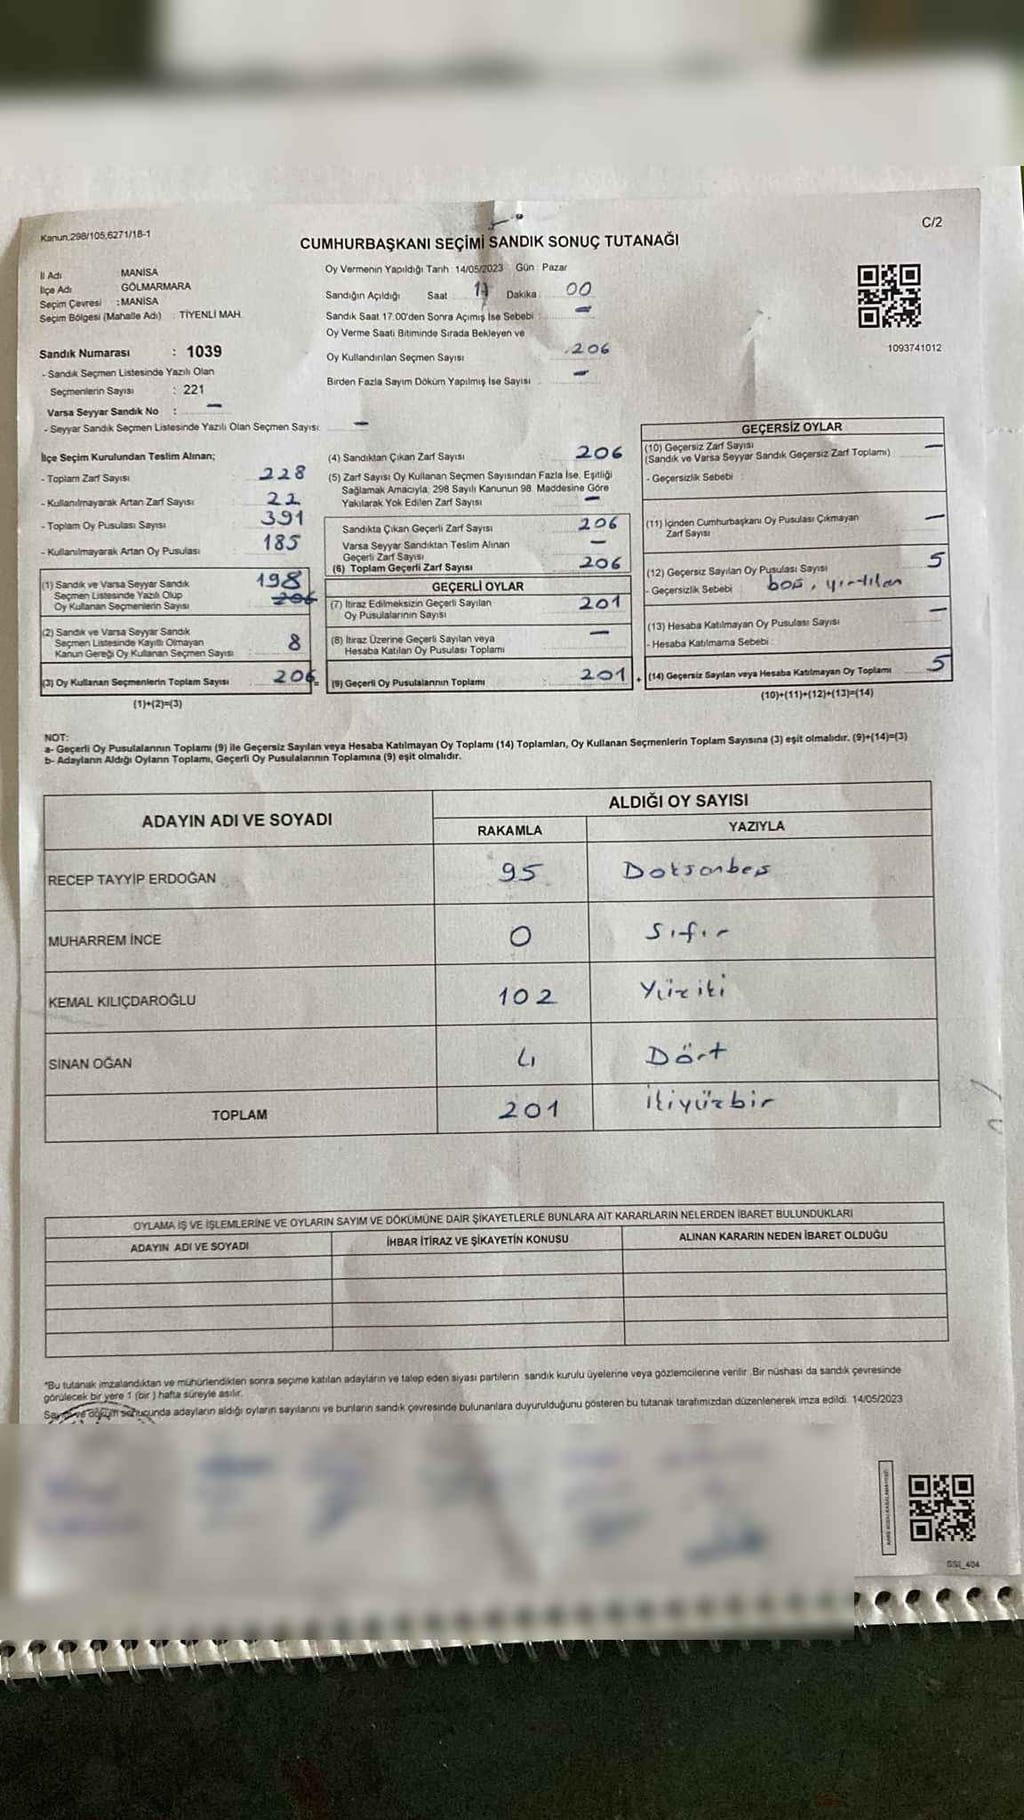 Kanun.298/105,6271/18-1
C/2
CUMHURBAŞKANI SEÇİMİ SANDIK SONUÇ TUTANAĞI
İl Adı MANİSA
İlçe Adı GÖLMARMARA
Seçim Çevresi : MANİSA
Seçim Bölgesi (Mahalle Adı) : TİYENLİ MAH.
Sandık Numarası : 1039
- Sandık Seçmen Listesinde Yazılı Olan
Seçmenlerin Sayısı : 221
Varsa Seyyar Sandık No : —
- Seyyar Sandık Seçmen Listesinde Yazılı Olan Seçmen Sayısı: —
Oy Vermenin Yapıldığı Tarih 14/05/2023 Gün : Pazar
Sandığın Açıldığı Saat 17 Dakika 00
Sandık Saat 17:00'den Sonra Açımış İse Sebebi : —
Oy Verme Saati Bitiminde Sırada Bekleyen ve
Oy Kullandırılan Seçmen Sayısı 206
Birden Fazla Sayım Döküm Yapılmış İse Sayısı —
1093741012
İlçe Seçim Kurulundan Teslim Alınan;
- Toplam Zarf Sayısı 228
- Kullanılmayarak Artan Zarf Sayısı 22
- Toplam Oy Pusulası Sayısı 391
- Kullanılmayarak Artan Oy Pusulası 185
(1) Sandık ve Varsa Seyyar Sandık
Seçmen Listesinde Yazılı Olup
Oy Kullanan Seçmenlerin Sayısı 198 206
(2) Sandık ve Varsa Seyyar Sandık
Seçmen Listesinde Kayıtlı Olmayan
Kanun Gereği Oy Kullanan Seçmen Sayısı 8
(3) Oy Kullanan Seçmenlerin Toplam Sayısı 206
(1)+(2)=(3)
(4) Sandıktan Çıkan Zarf Sayısı 206
(5) Zarf Sayısı Oy Kullanan Seçmen Sayısından Fazla İse, Eşitliği
Sağlamak Amacıyla, 298 Sayılı Kanunun 98. Maddesine Göre
Yakılarak Yok Edilen Zarf Sayısı —
Sandıkta Çıkan Geçerli Zarf Sayısı 206
Varsa Seyyar Sandıktan Teslim Alınan
Geçerli Zarf Sayısı —
(6) Toplam Geçerli Zarf Sayısı 206
GEÇERLİ OYLAR
(7) İtiraz Edilmeksizin Geçerli Sayılan
Oy Pusulalarının Sayısı 201
(8) İtiraz Üzerine Geçerli Sayılan veya
Hesaba Katılan Oy Pusulası Toplamı —
(9) Geçerli Oy Pusulalarının Toplamı : 201
GEÇERSİZ OYLAR
(10) Geçersiz Zarf Sayısı —
(Sandık ve Varsa Seyyar Sandık Geçersiz Zarf Toplamı)
- Geçersizlik Sebebi :
(11) İçinden Cumhurbaşkanı Oy Pusulası Çıkmayan
Zarf Sayısı —
(12) Geçersiz Sayılan Oy Pusulası Sayısı 5
- Geçersizlik Sebebi boş, yırtılan
(13) Hesaba Katılmayan Oy Pusulası Sayısı —
- Hesaba Katılmama Sebebi :
(14) Geçersiz Sayılan veya Hesaba Katılmayan Oy Toplamı 5
(10)+(11)+(12)+(13)=(14)
NOT:
a- Geçerli Oy Pusulalarının Toplamı (9) ile Geçersiz Sayılan veya Hesaba Katılmayan Oy Toplamı (14) Toplamları, Oy Kullanan Seçmenlerin Toplam Sayısına (3) eşit olmalıdır. (9)+(14)=(3)
b- Adayların Aldığı Oyların Toplamı, Geçerli Oy Pusulalarının Toplamına (9) eşit olmalıdır.
ADAYIN ADI VE SOYADI
ALDIĞI OY SAYISI
RAKAMLA YAZIYLA
RECEP TAYYİP ERDOĞAN 95 Doksanbeş
MUHARREM İNCE 0 Sıfır
KEMAL KILIÇDAROĞLU 102 Yüziki
SİNAN OĞAN 4 Dört
TOPLAM 201 İkiyüzbir
OYLAMA İŞ VE İŞLEMLERİNE VE OYLARIN SAYIM VE DÖKÜMÜNE DAİR ŞİKAYETLERLE BUNLARA AİT KARARLARIN NELERDEN İBARET BULUNDUKLARI
ADAYIN ADI VE SOYADI İHBAR İTİRAZ VE ŞİKAYETİN KONUSU ALINAN KARARIN NEDEN İBARET OLDUĞU
*Bu tutanak imzalandıktan ve mühürlendikten sonra seçime katılan adayların ve talep eden siyasi partilerin sandık kurulu üyelerine veya gözlemcilerine verilir. Bir nüshası da sandık çevresinde
görülecek bir yere 1 (bir) hafta süreyle asılır.
Sayım ve döküm sonucunda adayların aldığı oyların sayılarını ve bunların sandık çevresinde bulunanlara duyurulduğunu gösteren bu tutanak tarafımızdan düzenlenerek imza edildi. 14/05/2023
SSI_404